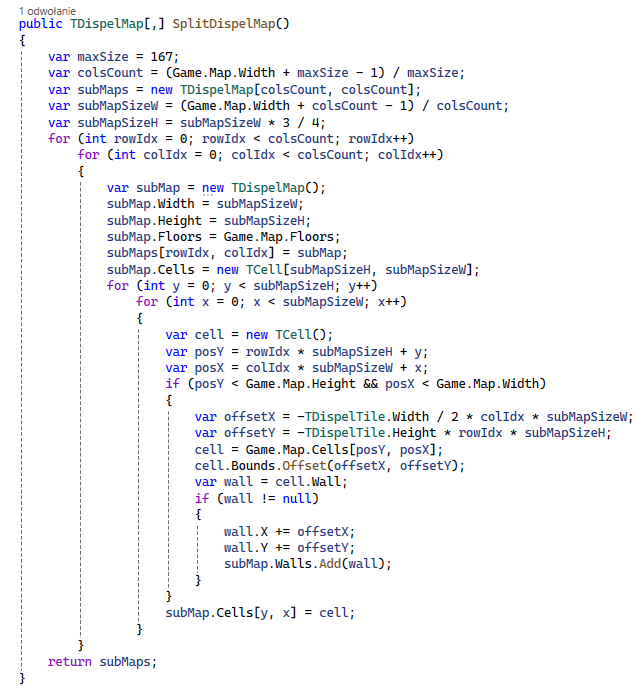 1 odwołanie
public TDispelMap[,] SplitDispelMap()
{
    var maxSize = 167;
    var colsCount = (Game.Map.Width + maxSize - 1) / maxSize;
    var subMaps = new TDispelMap[colsCount, colsCount];
    var subMapSizeW = (Game.Map.Width + colsCount - 1) / colsCount;
    var subMapSizeH = subMapSizeW * 3 / 4;
    for (int rowIdx = 0; rowIdx < colsCount; rowIdx++)
        for (int colIdx = 0; colIdx < colsCount; colIdx++)
        {
            var subMap = new TDispelMap();
            subMap.Width = subMapSizeW;
            subMap.Height = subMapSizeH;
            subMap.Floors = Game.Map.Floors;
            subMaps[rowIdx, colIdx] = subMap;
            subMap.Cells = new TCell[subMapSizeH, subMapSizeW];
            for (int y = 0; y < subMapSizeH; y++)
                for (int x = 0; x < subMapSizeW; x++)
                {
                    var cell = new TCell();
                    var posY = rowIdx * subMapSizeH + y;
                    var posX = colIdx * subMapSizeW + x;
                    if (posY < Game.Map.Height && posX < Game.Map.Width)
                    {
                        var offsetX = -TDispelTile.Width / 2 * colIdx * subMapSizeW;
                        var offsetY = -TDispelTile.Height * rowIdx * subMapSizeH;
                        cell = Game.Map.Cells[posY, posX];
                        cell.Bounds.Offset(offsetX, offsetY);
                        var wall = cell.Wall;
                        if (wall != null)
                        {
                            wall.X += offsetX;
                            wall.Y += offsetY;
                            subMap.Walls.Add(wall);
                        }
                    }
                    subMap.Cells[y, x] = cell;
                }
        }
    return subMaps;
}